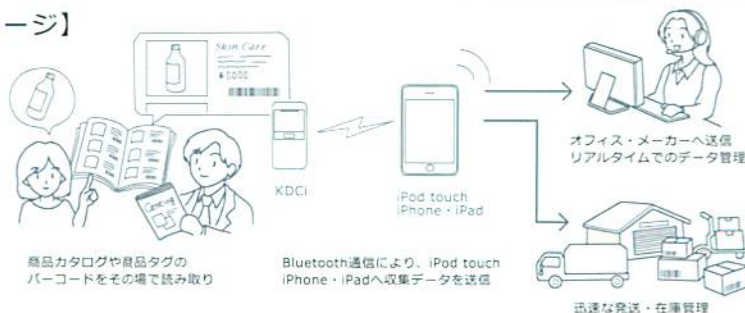 ージ】
Skin Care
¥1000
KDCi
iPod touch
iPhone・iPad
オフィス・メーカーへ送信
リアルタイムでのデータ管理
商品カタログや商品タグの
バーコードをその場で読み取り
Bluetooth通信により、iPod touch
iPhone・iPadへ収集データを送信
迅速な発送・在庫管理